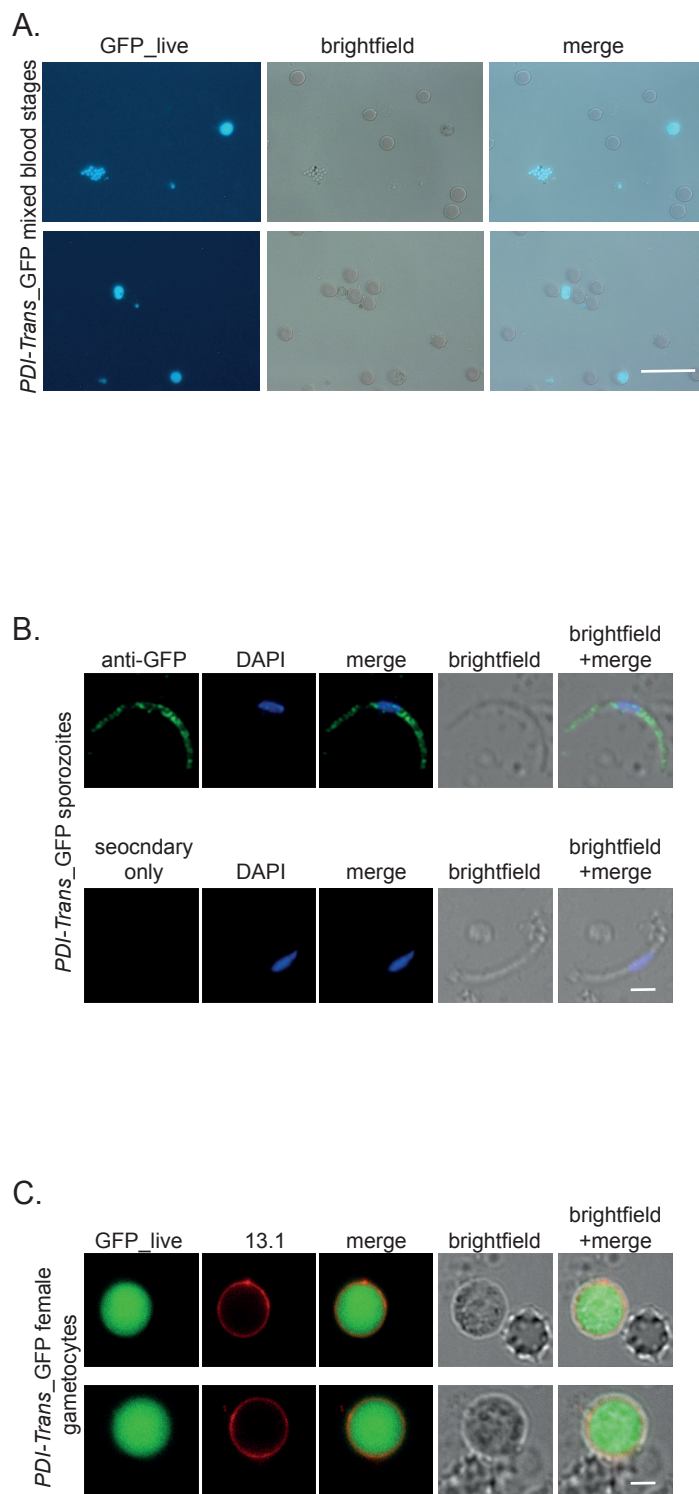 A.
GFP_live brightfield merge
PDI-Trans_GFP mixed blood stages
B.
anti-GFP DAPI merge brightfield brightfield
+merge
PDI-Trans_GFP sporozoites
seocndary
only DAPI merge brightfield brightfield
+merge
C.
GFP_live 13.1 merge brightfield brightfield
+merge
PDI-Trans_GFP female
gametocytes